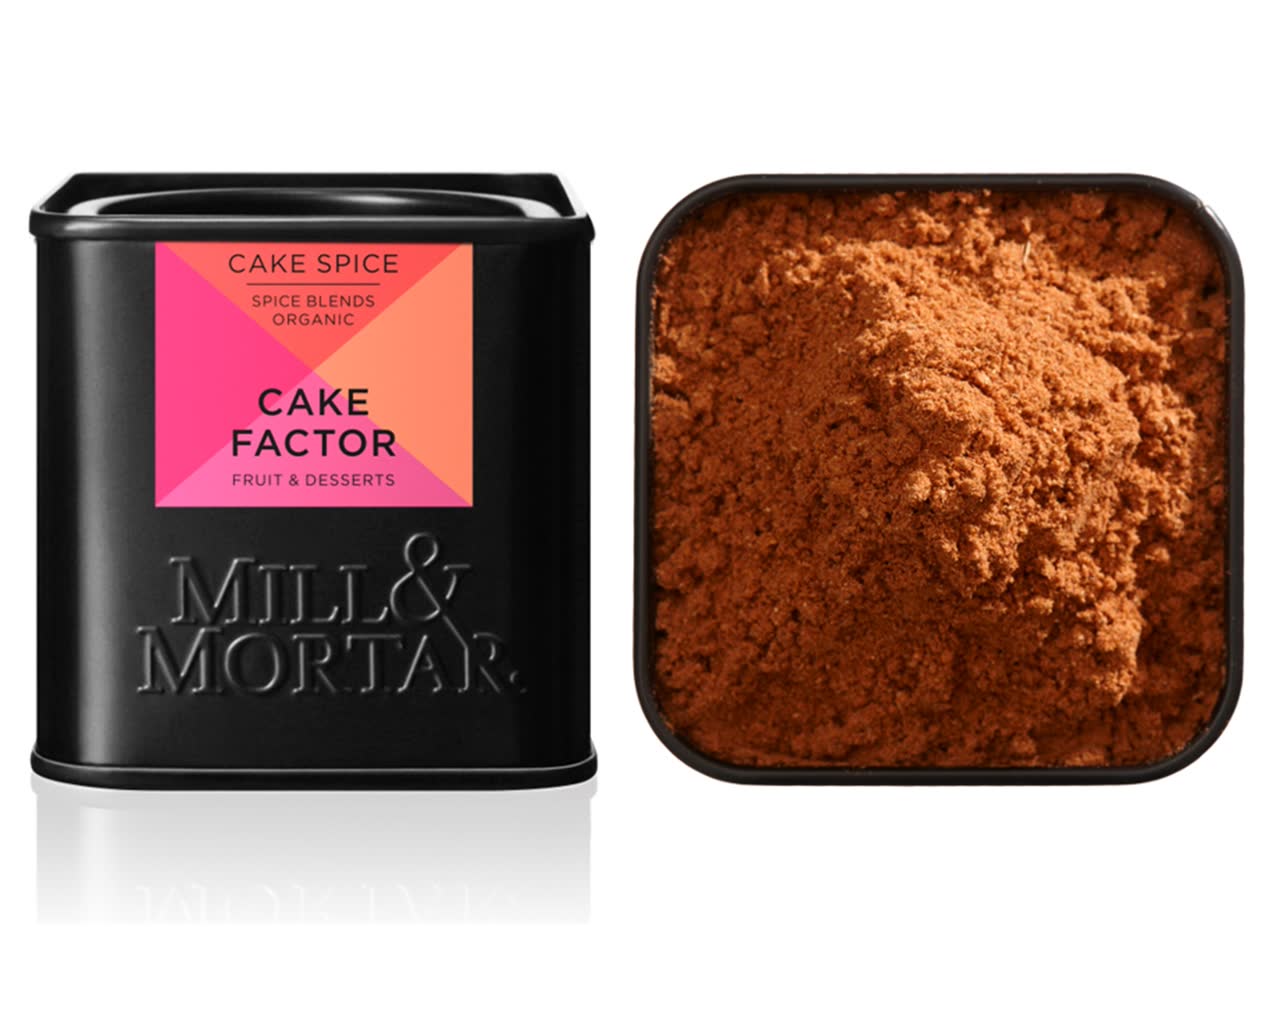 CAKE SPICE
SPICE BLENDS
ORGANIC
CAKE
FACTOR
FRUIT & DESSERTS
MILL &
MORTAR.